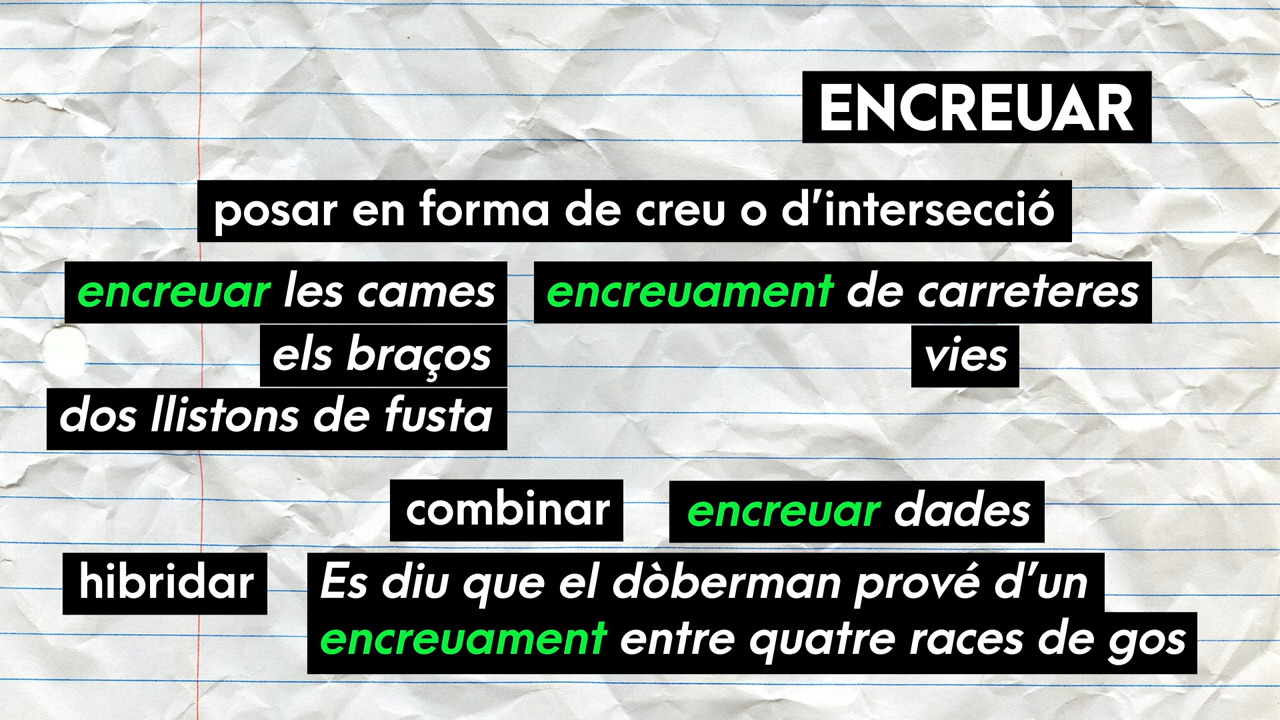 ENCREUAR
posar en forma de creu o d'intersecció
encreuar les cames
els braços
dos llistons de fusta
encreuament de carreteres
vies
combinar
encreuar dades
hibridar
Es diu que el dòberman prové d'un
encreuament entre quatre races de gos